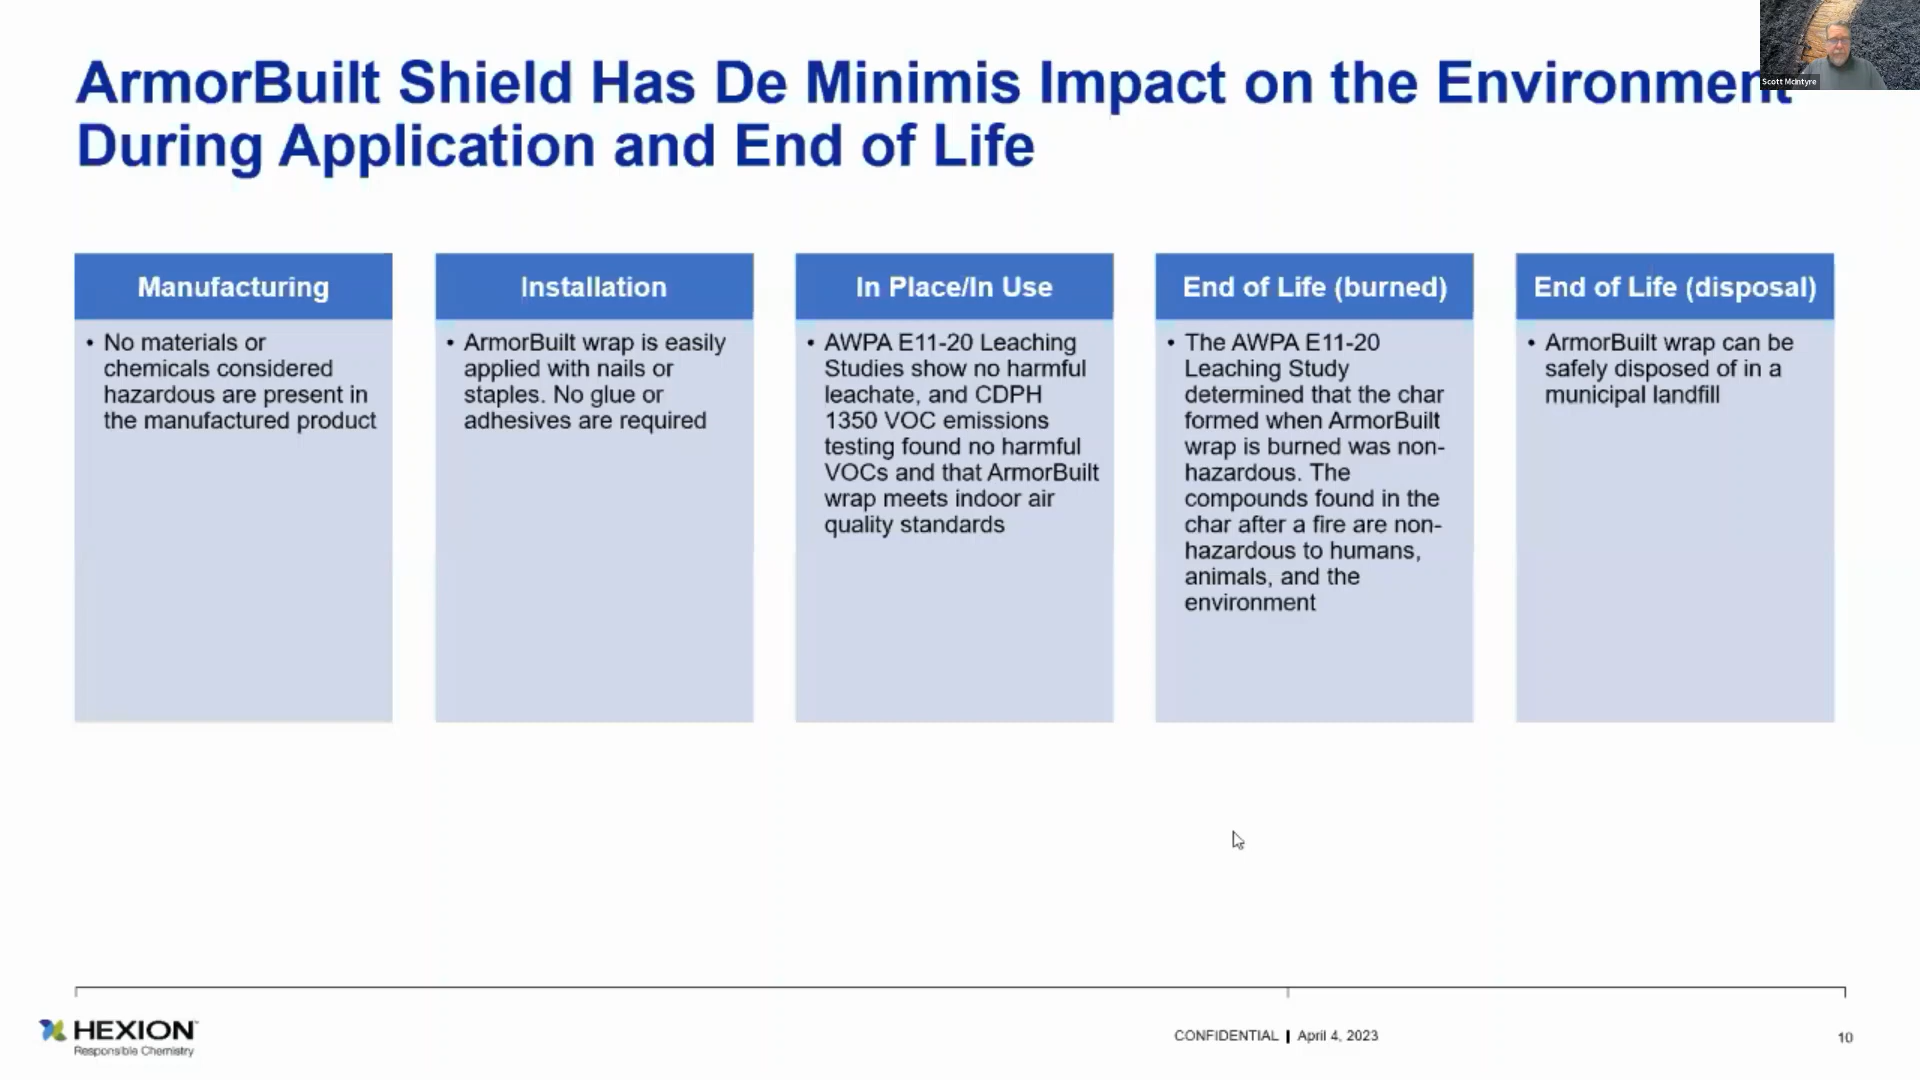 ArmorBuilt Shield Has De Minimis Impact on the Environment
During Application and End of Life
Scott McIntyre
Manufacturing
• No materials or
chemicals considered
hazardous are present in
the manufactured product
Installation
• ArmorBuilt wrap is easily
applied with nails or
staples. No glue or
adhesives are required
In Place/In Use
• AWPA E11-20 Leaching
Studies show no harmful
leachate, and CDPH
1350 VOC emissions
testing found no harmful
VOCs and that ArmorBuilt
wrap meets indoor air
quality standards
End of Life (burned)
• The AWPA E11-20
Leaching Study
determined that the char
formed when ArmorBuilt
wrap is burned was non-
hazardous. The
compounds found in the
char after a fire are non-
hazardous to humans,
animals, and the
environment
End of Life (disposal)
• ArmorBuilt wrap can be
safely disposed of in a
municipal landfill
HEXION
Responsible Chemistry
CONFIDENTIAL | April 4, 2023
10